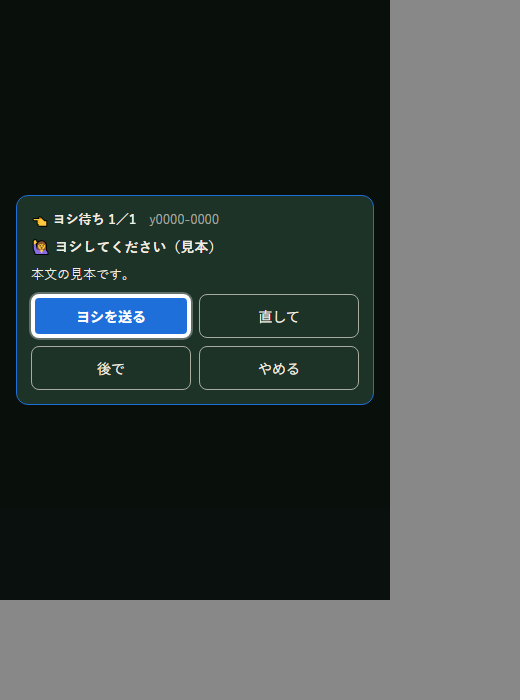 👈 ヨシ待ち 1／1 y0000-0000
🙋 ヨシしてください（見本）
本文の見本です。
ヨシを送る 直して
後で やめる